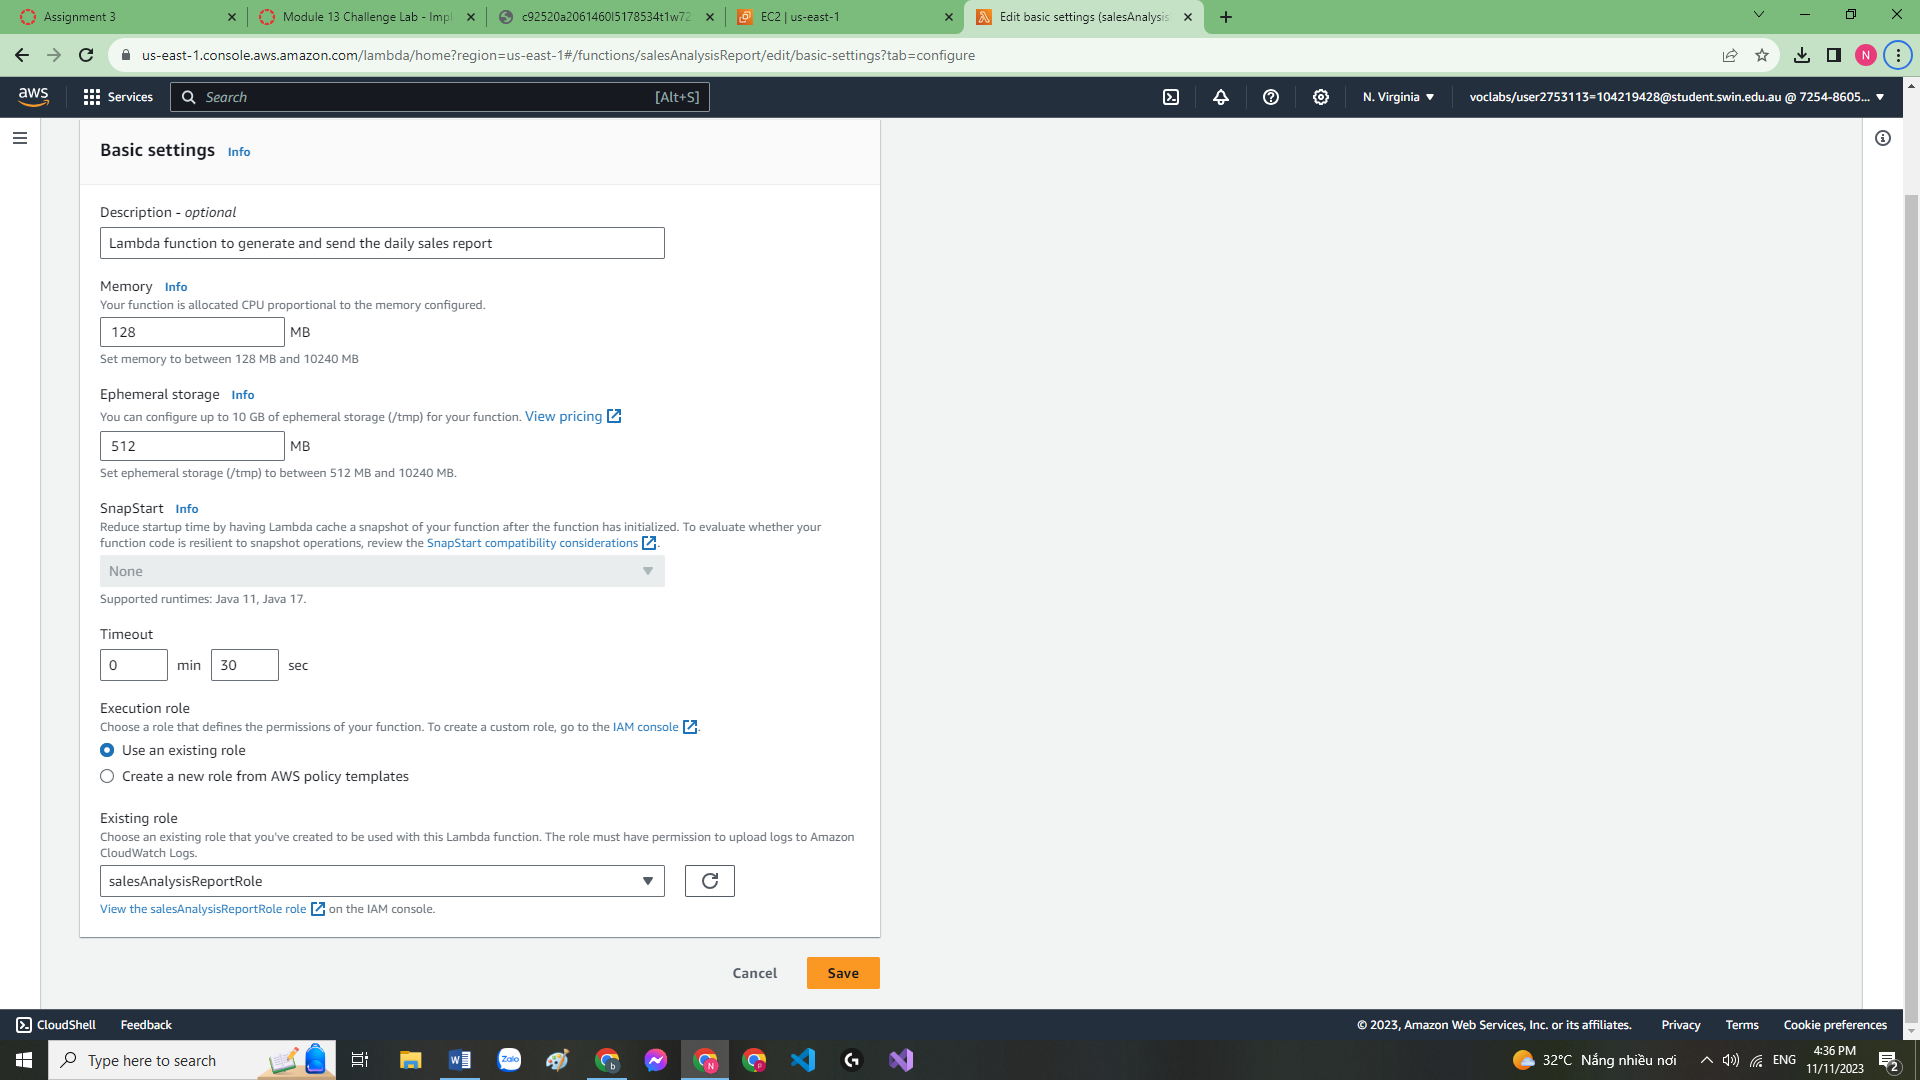 Assignment 3
Module 13 Challenge Lab - Impl
c92520a2061460l5178534t1w72
EC2 | us-east-1
Edit basic settings (salesAnalysis
us-east-1.console.aws.amazon.com/lambda/home?region=us-east-1#/functions/salesAnalysisReport/edit/basic-settings?tab=configure
N
aws
Services
Search
[Alt+S]
N. Virginia
voclabs/user2753113=104219428@student.swin.edu.au @ 7254-8605...
Basic settings Info
Description - optional
Lambda function to generate and send the daily sales report
Memory Info
Your function is allocated CPU proportional to the memory configured.
128 MB
Set memory to between 128 MB and 10240 MB
Ephemeral storage Info
You can configure up to 10 GB of ephemeral storage (/tmp) for your function. View pricing
512 MB
Set ephemeral storage (/tmp) to between 512 MB and 10240 MB.
SnapStart Info
Reduce startup time by having Lambda cache a snapshot of your function after the function has initialized. To evaluate whether your
function code is resilient to snapshot operations, review the SnapStart compatibility considerations .
None
Supported runtimes: Java 11, Java 17.
Timeout
0 min 30 sec
Execution role
Choose a role that defines the permissions of your function. To create a custom role, go to the IAM console .
Use an existing role
Create a new role from AWS policy templates
Existing role
Choose an existing role that you've created to be used with this Lambda function. The role must have permission to upload logs to Amazon
CloudWatch Logs.
salesAnalysisReportRole
View the salesAnalysisReportRole role on the IAM console.
Cancel
Save
CloudShell
Feedback
© 2023, Amazon Web Services, Inc. or its affiliates.
Privacy
Terms
Cookie preferences
Type here to search
Zalo
b
N
P
32°C Nắng nhiều nơi
ENG
4:36 PM
11/11/2023
2